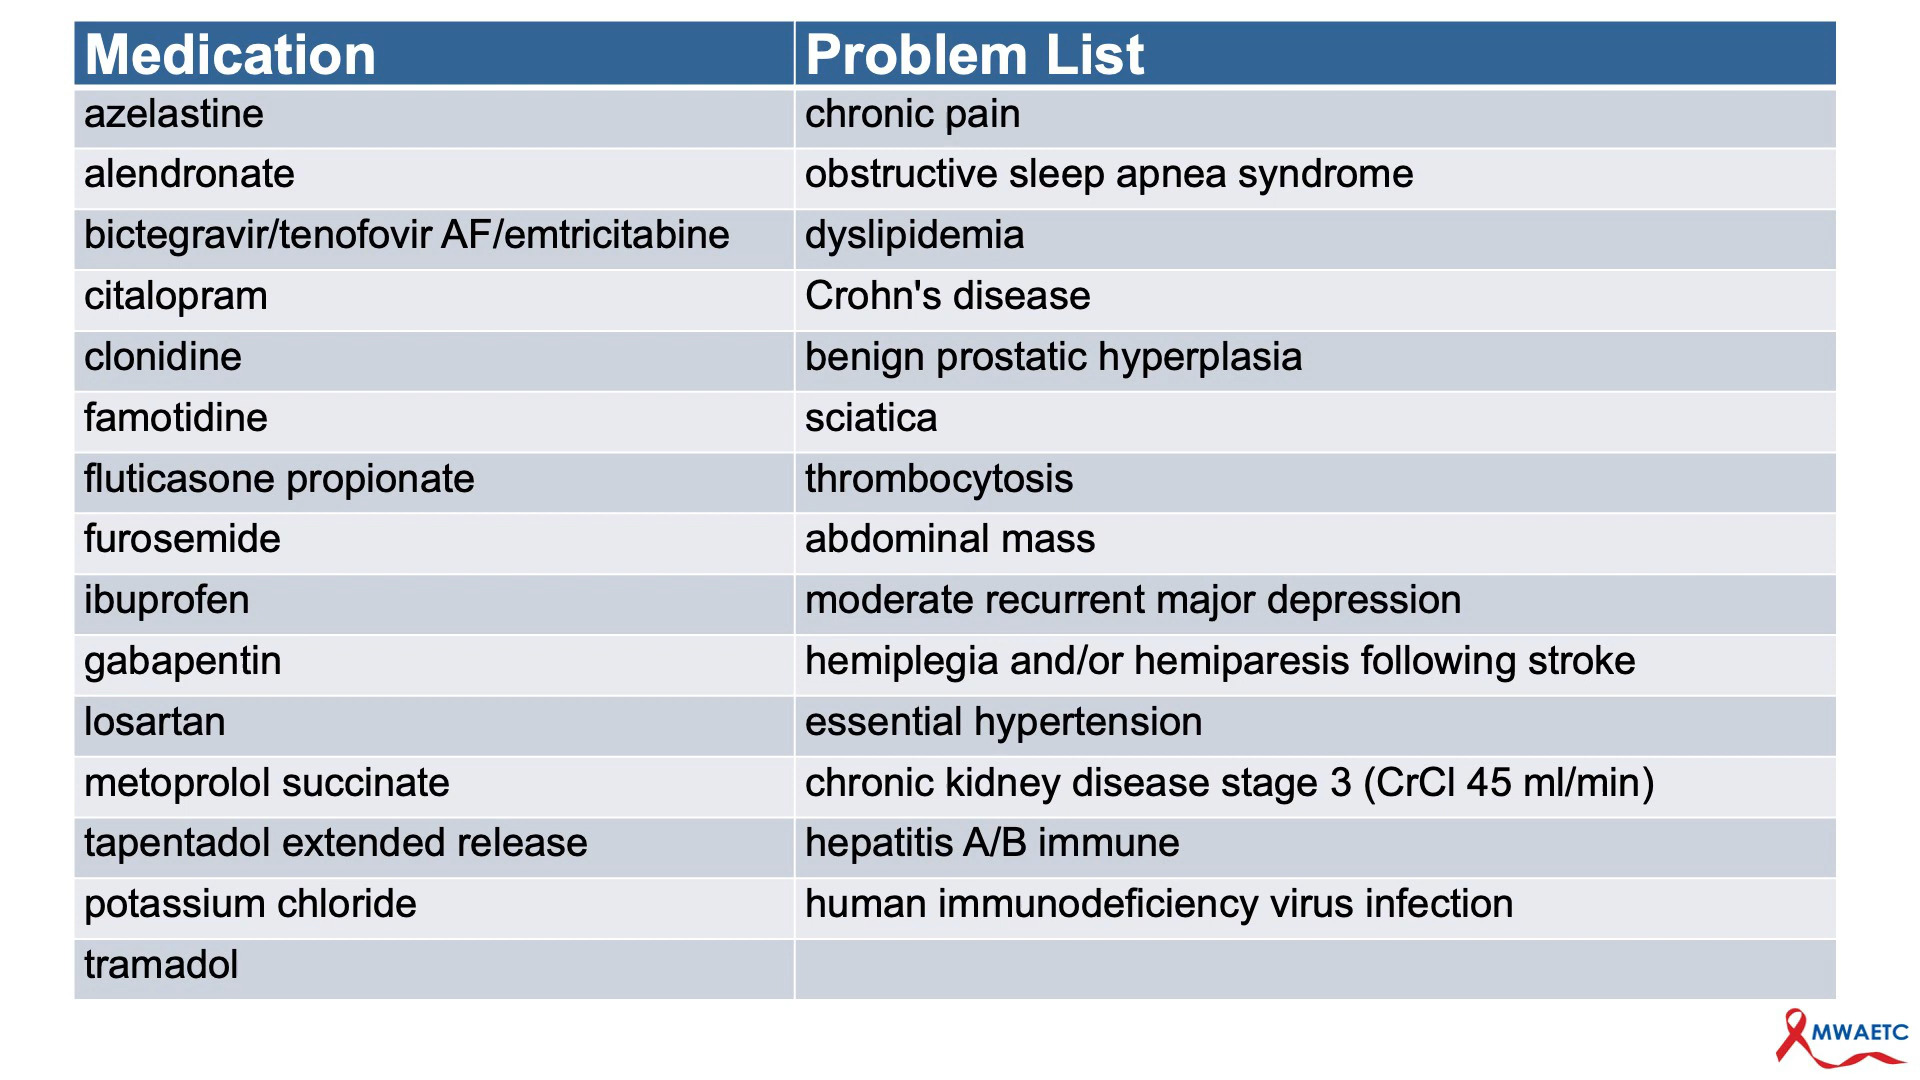 Medication Problem List
azelastine chronic pain
alendronate obstructive sleep apnea syndrome
bictegravir/tenofovir AF/emtricitabine dyslipidemia
citalopram Crohn's disease
clonidine benign prostatic hyperplasia
famotidine sciatica
fluticasone propionate thrombocytosis
furosemide abdominal mass
ibuprofen moderate recurrent major depression
gabapentin hemiplegia and/or hemiparesis following stroke
losartan essential hypertension
metoprolol succinate chronic kidney disease stage 3 (CrCl 45 ml/min)
tapentadol extended release hepatitis A/B immune
potassium chloride human immunodeficiency virus infection
tramadol
MWAETC